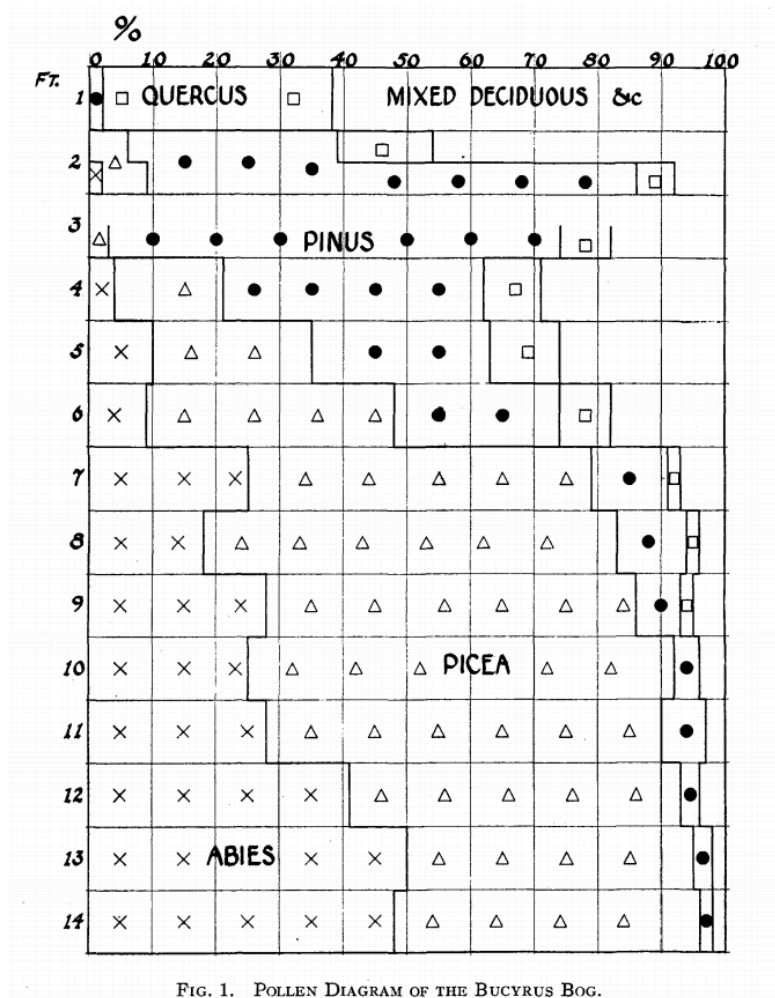 %
0 10 20 30 40 50 60 70 80 90 100
FT.
1 QUERCUS MIXED DECIDUOUS &c
2
3
PINUS
4
5
6
7
8
9
10 PICEA
11
12
13 ABIES
14
FIG. 1. POLLEN DIAGRAM OF THE BUCYRUS BOG.